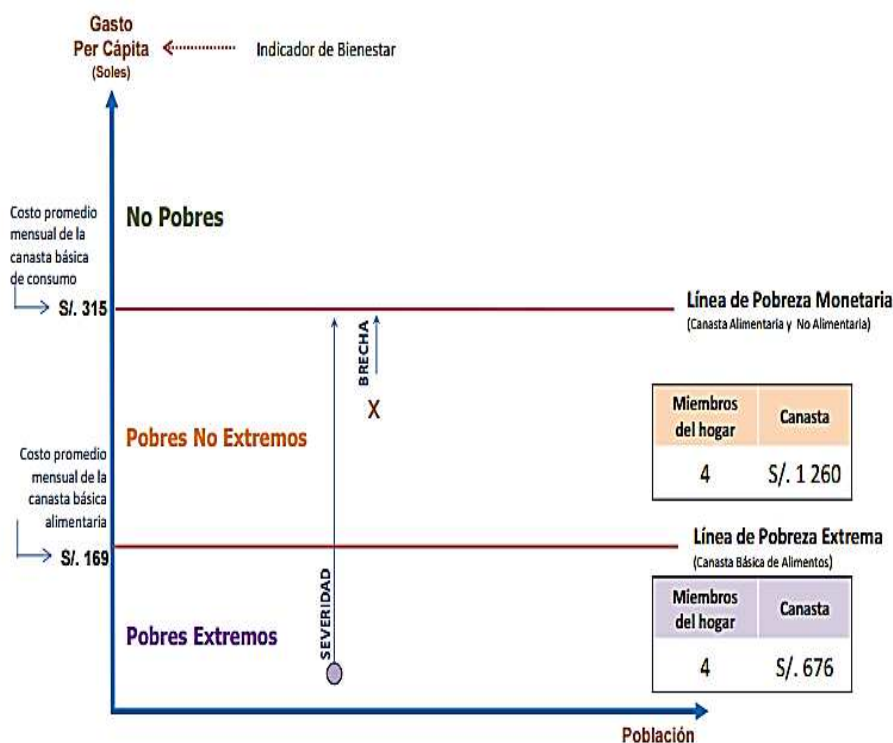 Gasto
Per Cápita
(Soles)
Indicador de Bienestar
Costo promedio
mensual de la
canasta básica
de consumo
S/. 315
No Pobres
Línea de Pobreza Monetaria
(Canasta Alimentaria y No Alimentaria)
BRECHA
X
Miembros
del hogar
Canasta
4
S/. 1 260
Pobres No Extremos
Costo promedio
mensual de la
canasta básica
alimentaria
S/. 169
Línea de Pobreza Extrema
(Canasta Básica de Alimentos)
SEVERIDAD
Pobres Extremos
Miembros
del hogar
Canasta
4
S/. 676
Población